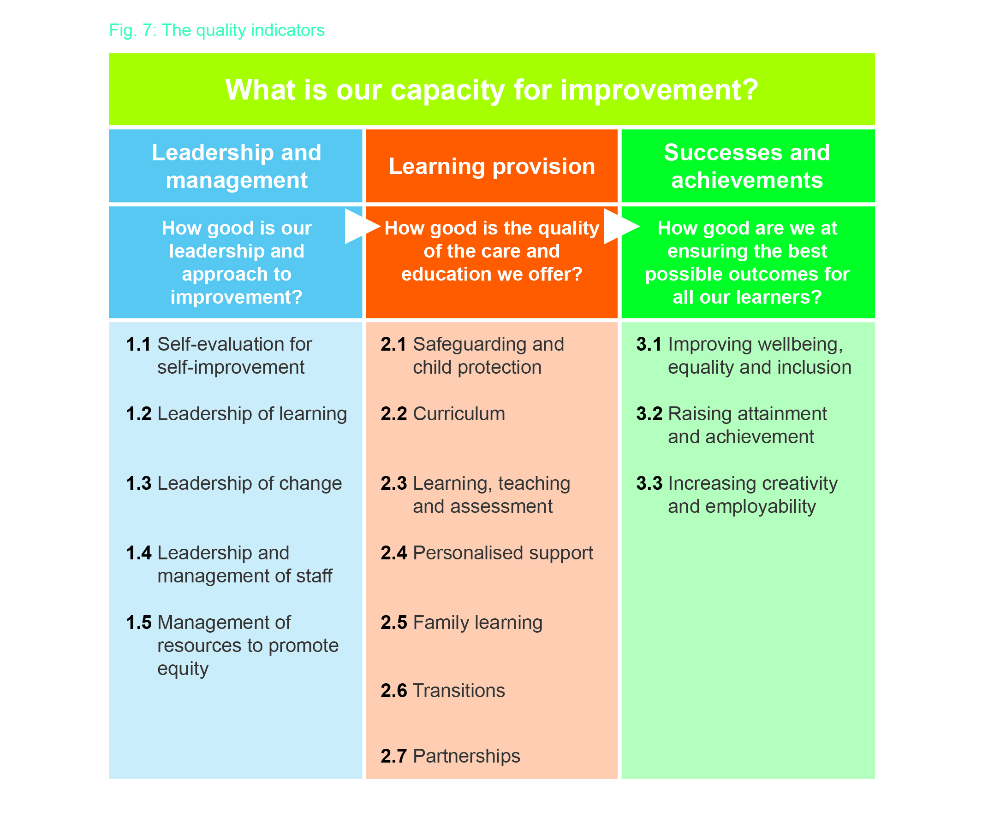 Fig. 7: The quality indicators
What is our capacity for improvement?
Leadership and
management
Learning provision
Successes and
achievements
How good is our
leadership and
approach to
improvement?
How good is the quality
of the care and
education we offer?
How good are we at
ensuring the best
possible outcomes for
all our learners?
1.1 Self-evaluation for
self-improvement
1.2 Leadership of learning
1.3 Leadership of change
1.4 Leadership and
management of staff
1.5 Management of
resources to promote
equity
2.1 Safeguarding and
child protection
2.2 Curriculum
2.3 Learning, teaching
and assessment
2.4 Personalised support
2.5 Family learning
2.6 Transitions
2.7 Partnerships
3.1 Improving wellbeing,
equality and inclusion
3.2 Raising attainment
and achievement
3.3 Increasing creativity
and employability